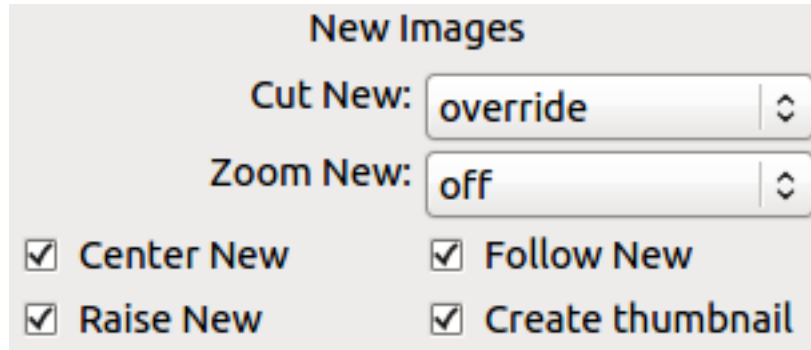 New Images
Cut New: override
Zoom New: off
Center New Follow New
Raise New Create thumbnail